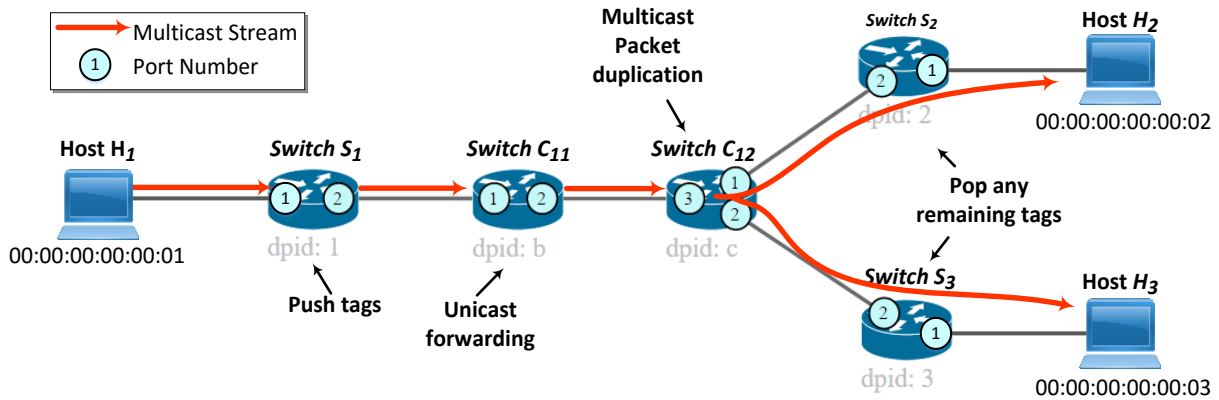 Multicast Stream
1 Port Number
Multicast
Packet
duplication
Switch S2
Host H2
2 1
dpid: 2
00:00:00:00:00:02
Host H1
Switch S1
Switch C11
Switch C12
1 2
1 2
3 1 2
00:00:00:00:00:01
dpid: 1
dpid: b
dpid: c
Push tags
Unicast
forwarding
Pop any
remaining tags
Switch S3
Host H3
2 1
dpid: 3
00:00:00:00:00:03